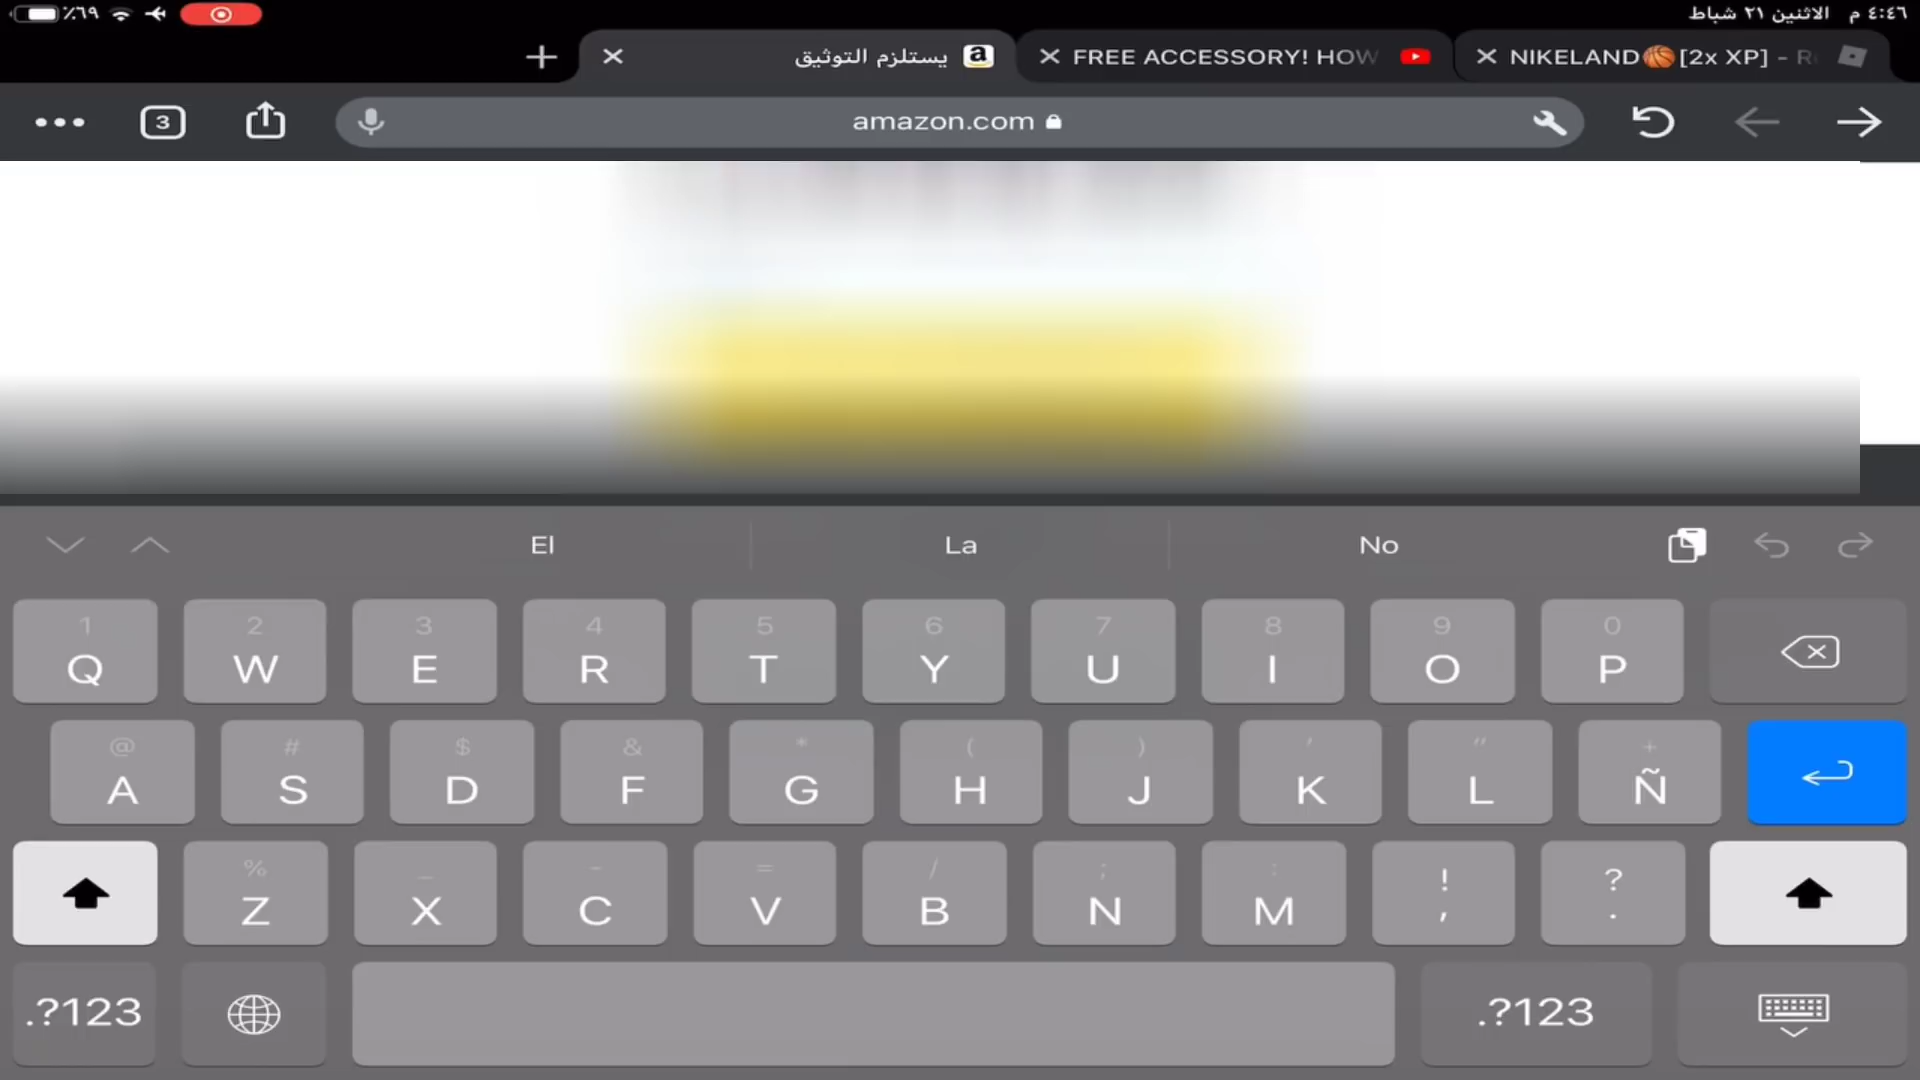 ٪٦٩
٤:٤٦ م الاثنين ٢١ شباط
يستلزم التوثيق
FREE ACCESSORY! HOW
NIKELAND🏀[2x XP] - R
3
amazon.com
El La No
1 2 3 4 5 6 7 8 9 0
Q W E R T Y U I O P
@ # $ & * ( ) ' " +
A S D F G H J K L Ñ
% _ - = / ; : ! ?
Z X C V B N M , .
.?123 .?123